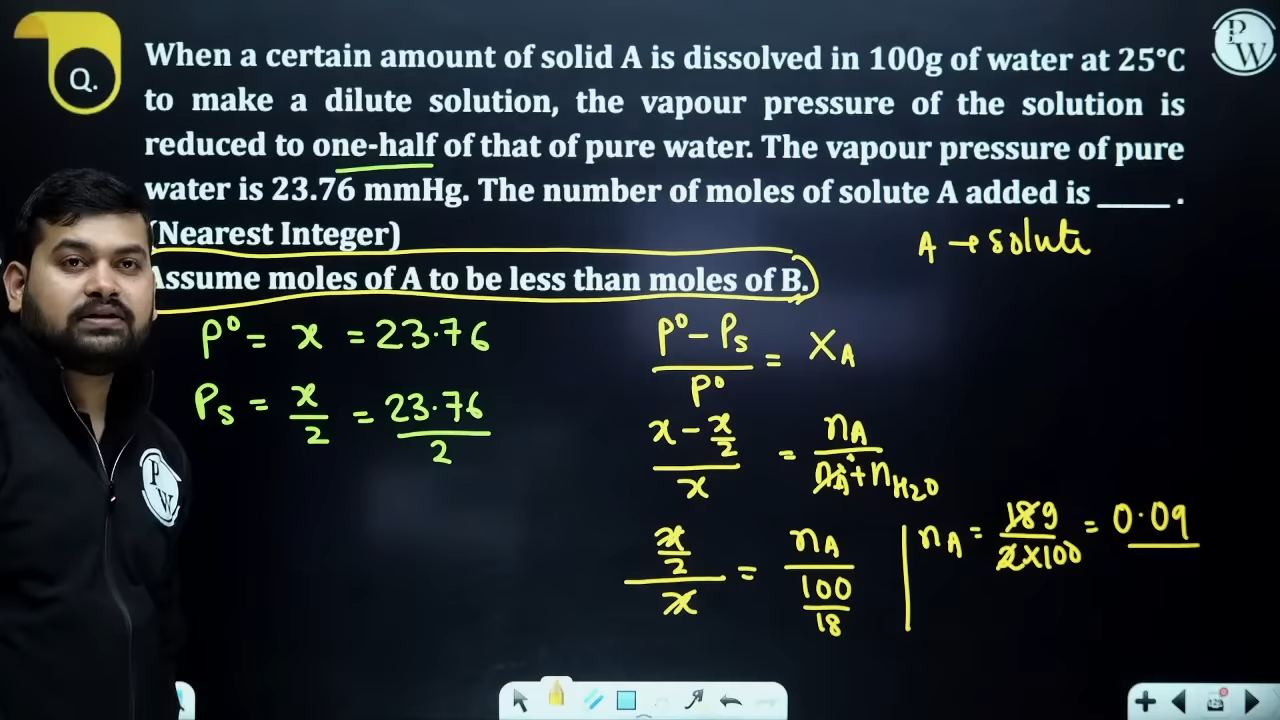 Q.
When a certain amount of solid A is dissolved in 100g of water at 25°C
to make a dilute solution, the vapour pressure of the solution is
reduced to one-half of that of pure water. The vapour pressure of pure
water is 23.76 mmHg. The number of moles of solute A added is _____ .
(Nearest Integer)
Assume moles of A to be less than moles of B.
A → solute
P° = x = 23.76
Ps = x/2 = 23.76/2
P° - Ps / P° = XA
x - x/2 / x = nA / nA + nH2O
x/2 / x = nA / 100/18
nA = 189 / 2×100 = 0.09
P W
P W